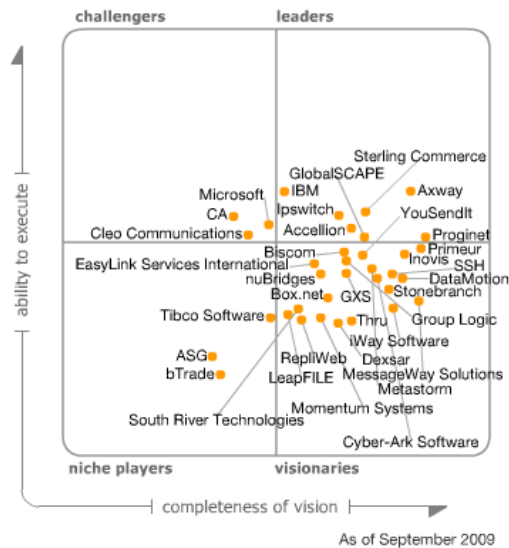 challengers
leaders
Sterling Commerce
GlobalSCAPE
Microsoft
IBM
Axway
CA
Ipswitch
YouSendIt
Cleo Communications
Accellion
Proginet
Biscom
Primeur
Inovis
EasyLink Services International
SSH
nuBridges
DataMotion
Box.net
GXS
Stonebranch
Tibco Software
Thru
Group Logic
iWay Software
ASG
RepliWeb
Dexsar
bTrade
LeapFILE
MessageWay Solutions
Metastorm
Momentum Systems
South River Technologies
Cyber-Ark Software
niche players
visionaries
ability to execute
completeness of vision
As of September 2009